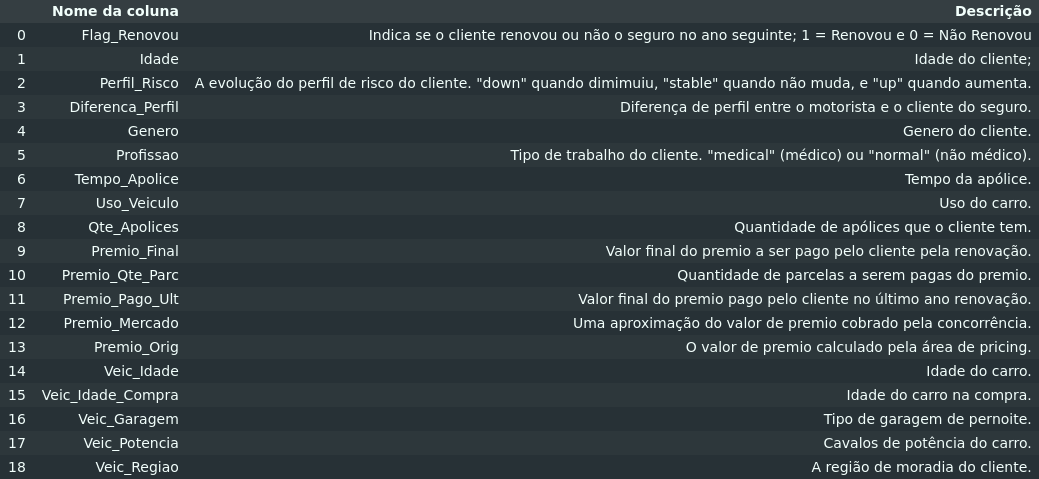 Nome da coluna Descrição
0 Flag_Renovou Indica se o cliente renovou ou não o seguro no ano seguinte; 1 = Renovou e 0 = Não Renovou
1 Idade Idade do cliente;
2 Perfil_Risco A evolução do perfil de risco do cliente. "down" quando dimimuiu, "stable" quando não muda, e "up" quando aumenta.
3 Diferenca_Perfil Diferença de perfil entre o motorista e o cliente do seguro.
4 Genero Genero do cliente.
5 Profissao Tipo de trabalho do cliente. "medical" (médico) ou "normal" (não médico).
6 Tempo_Apolice Tempo da apólice.
7 Uso_Veiculo Uso do carro.
8 Qte_Apolices Quantidade de apólices que o cliente tem.
9 Premio_Final Valor final do premio a ser pago pelo cliente pela renovação.
10 Premio_Qte_Parc Quantidade de parcelas a serem pagas do premio.
11 Premio_Pago_Ult Valor final do premio pago pelo cliente no último ano renovação.
12 Premio_Mercado Uma aproximação do valor de premio cobrado pela concorrência.
13 Premio_Orig O valor de premio calculado pela área de pricing.
14 Veic_Idade Idade do carro.
15 Veic_Idade_Compra Idade do carro na compra.
16 Veic_Garagem Tipo de garagem de pernoite.
17 Veic_Potencia Cavalos de potência do carro.
18 Veic_Regiao A região de moradia do cliente.